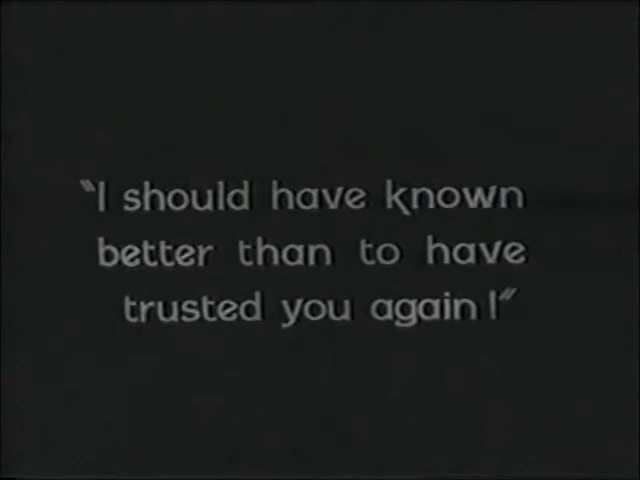 "I should have known
better than to have
trusted you again!"